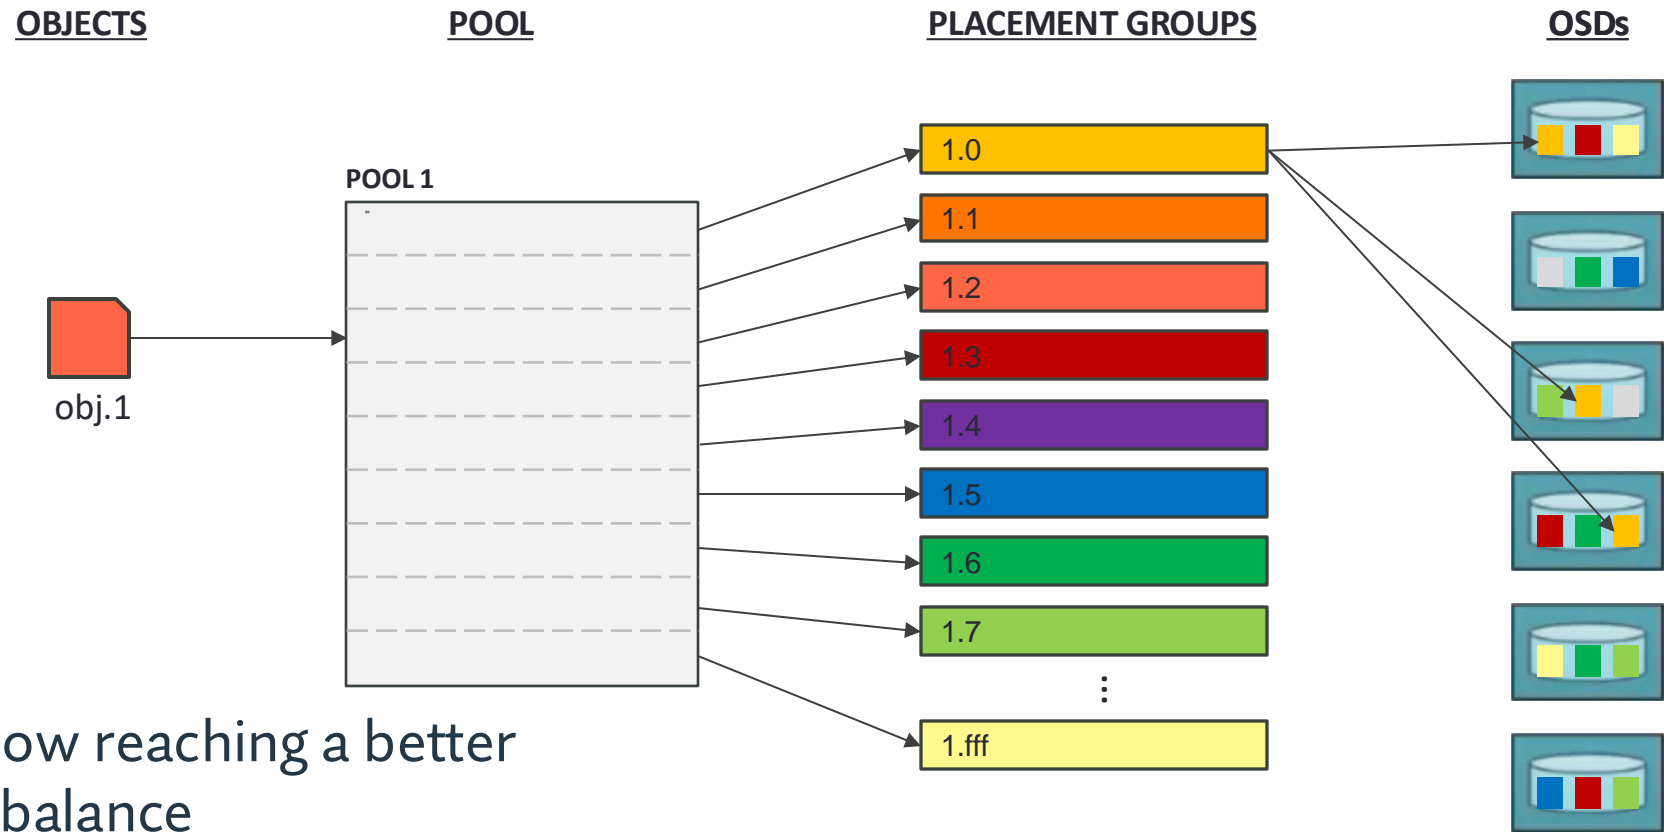 OBJECTS
POOL
PLACEMENT GROUPS
OSDs
POOL 1
-
obj.1
1.0
1.1
1.2
1.3
1.4
1.5
1.6
1.7
⋮
1.fff
ow reaching a better
balance